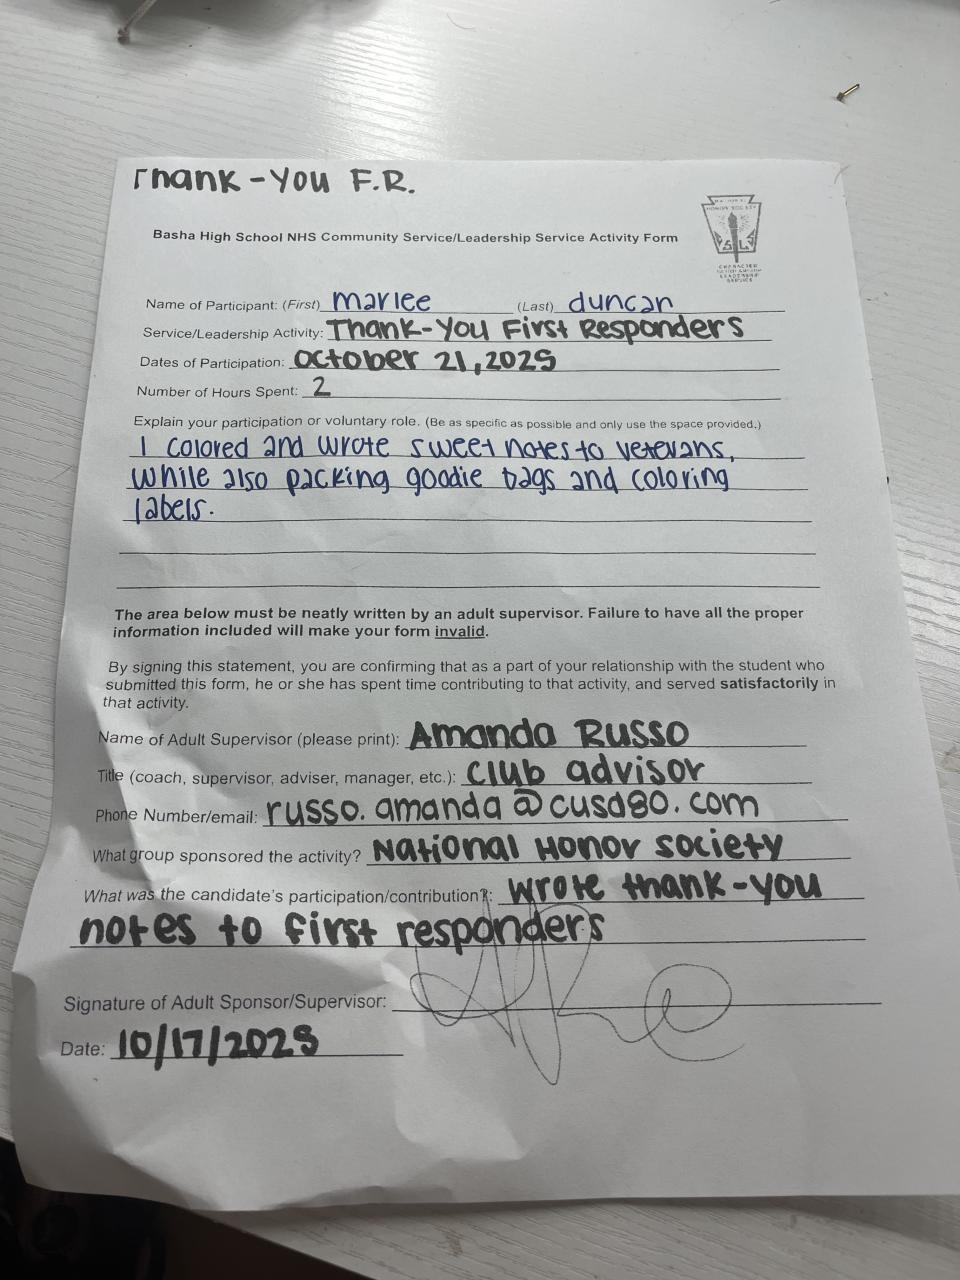 Thank-You F.R.
NATIONAL
HONOR SOCIETY
S L
CHARACTER
LEADERSHIP
SERVICE
Basha High School NHS Community Service/Leadership Service Activity Form
Name of Participant: (First) marlee (Last) duncan
Service/Leadership Activity: Thank-You First Responders
Dates of Participation: October 21, 2025
Number of Hours Spent: 2
Explain your participation or voluntary role. (Be as specific as possible and only use the space provided.)
I colored and wrote sweet notes to veterans,
while also packing goodie bags and coloring
labels.
The area below must be neatly written by an adult supervisor. Failure to have all the proper
information included will make your form invalid.
By signing this statement, you are confirming that as a part of your relationship with the student who
submitted this form, he or she has spent time contributing to that activity, and served satisfactorily in
that activity.
Name of Adult Supervisor (please print): Amanda Russo
Title (coach, supervisor, adviser, manager, etc.): club advisor
Phone Number/email: russo.amanda@cusd80.com
What group sponsored the activity? National Honor Society
What was the candidate's participation/contribution?: wrote thank-you
notes to first responders
Signature of Adult Sponsor/Supervisor:
Date: 10/17/2025